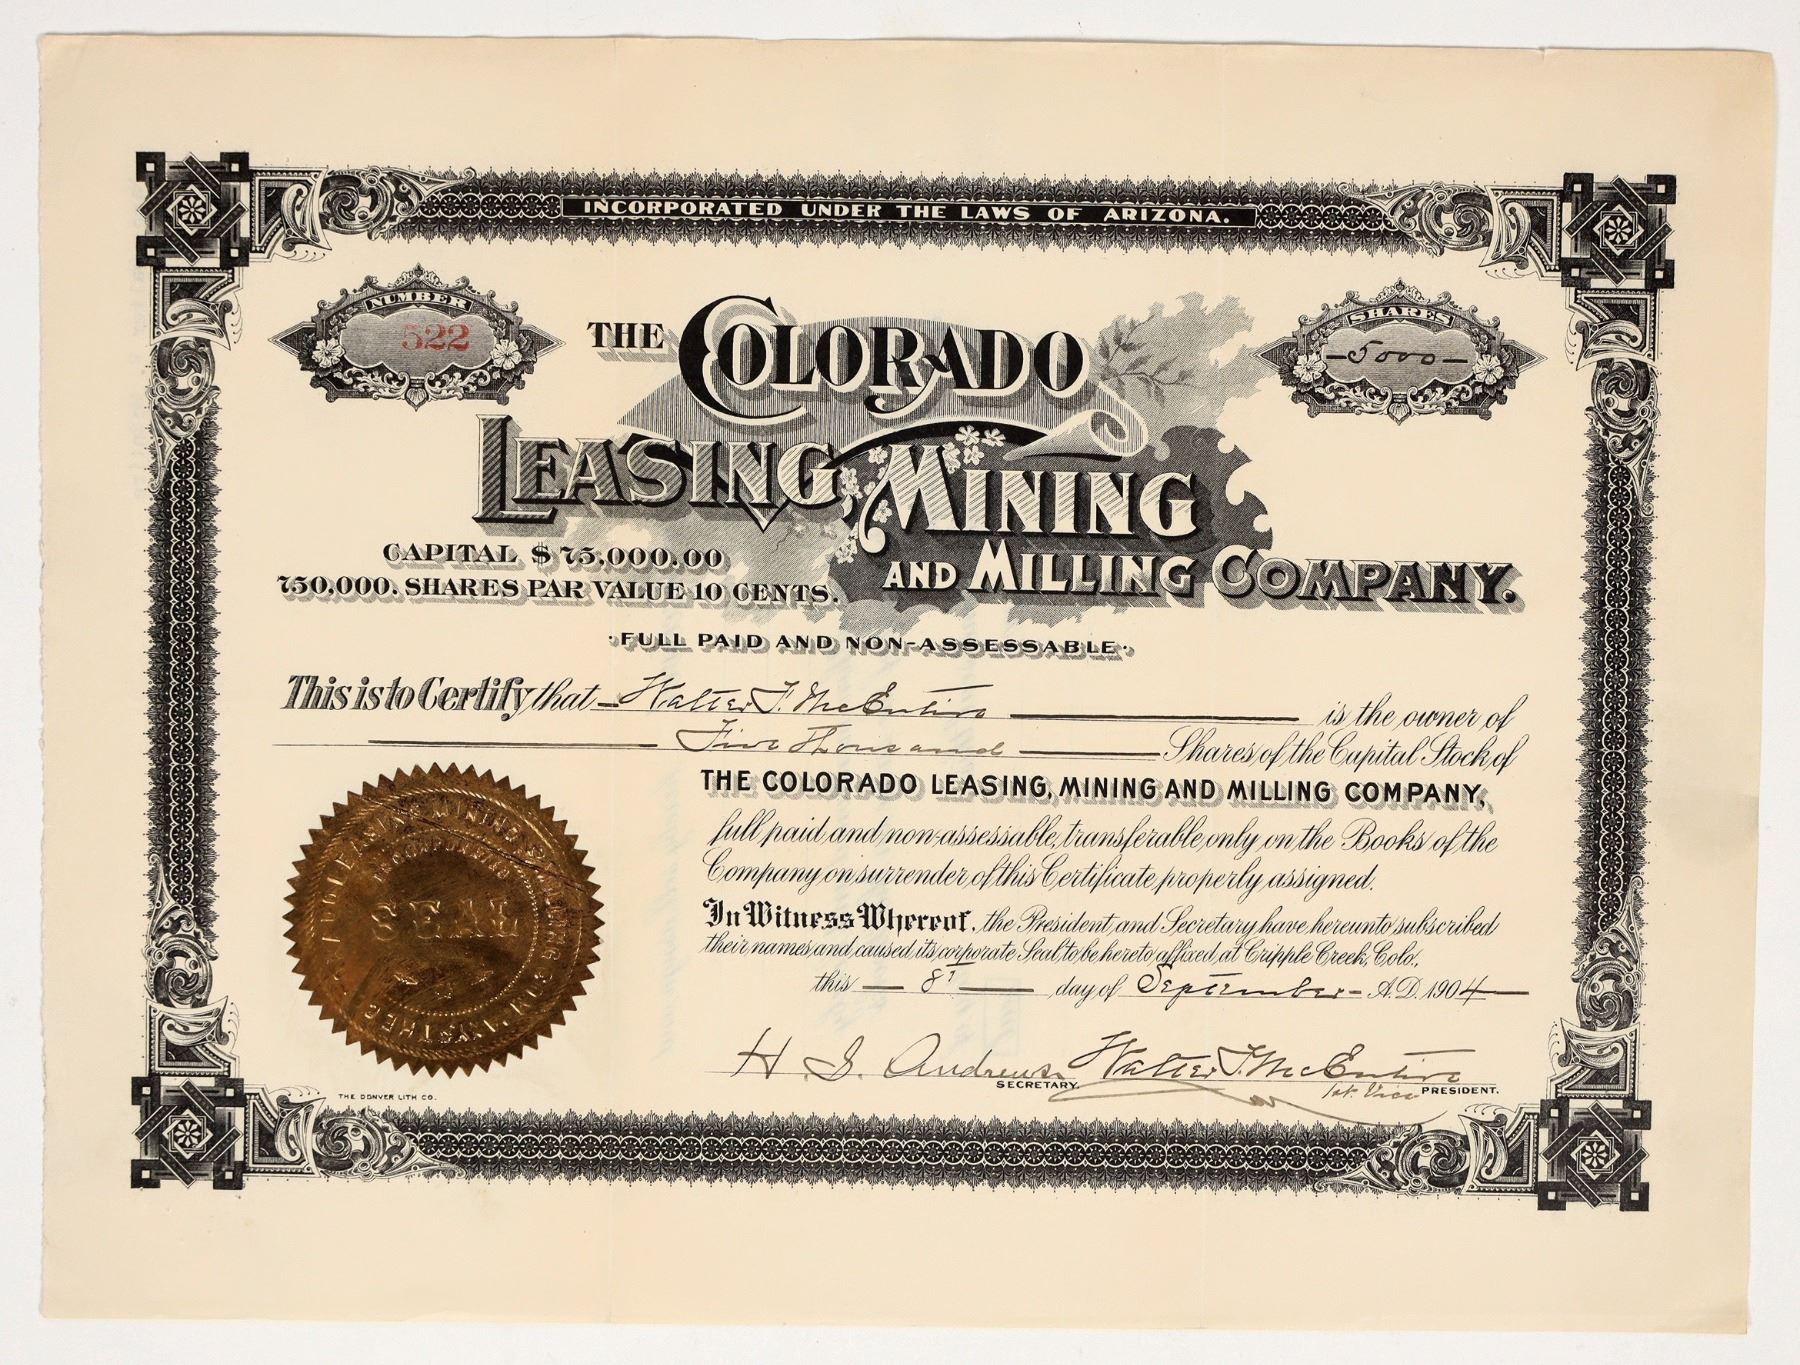 INCORPORATED UNDER THE LAWS OF ARIZONA.
NUMBER
522
SHARES
—5000—
THE COLORADO
LEASING MINING
AND MILLING COMPANY.
CAPITAL $75,000.00
750,000. SHARES PAR VALUE 10 CENTS.
·FULL PAID AND NON-ASSESSABLE·
This is to Certify that Walter F. McEntire is the owner of
Five Thousand Shares of the Capital Stock of
THE COLORADO LEASING, MINING AND MILLING COMPANY,
full paid and non-assessable, transferable only on the Books of the
Company on surrender of this Certificate properly assigned.
In Witness Whereof, the President and Secretary have hereunto subscribed
their names and caused its corporate Seal to be hereto affixed at Cripple Creek, Colo.,
this — 8th — day of September — A.D. 1904
H. S. Andrews Walter F. McEntire
SECRETARY. 1st. Vice PRESIDENT.
INCORPORATED
SEAL
THE DENVER LITH CO.